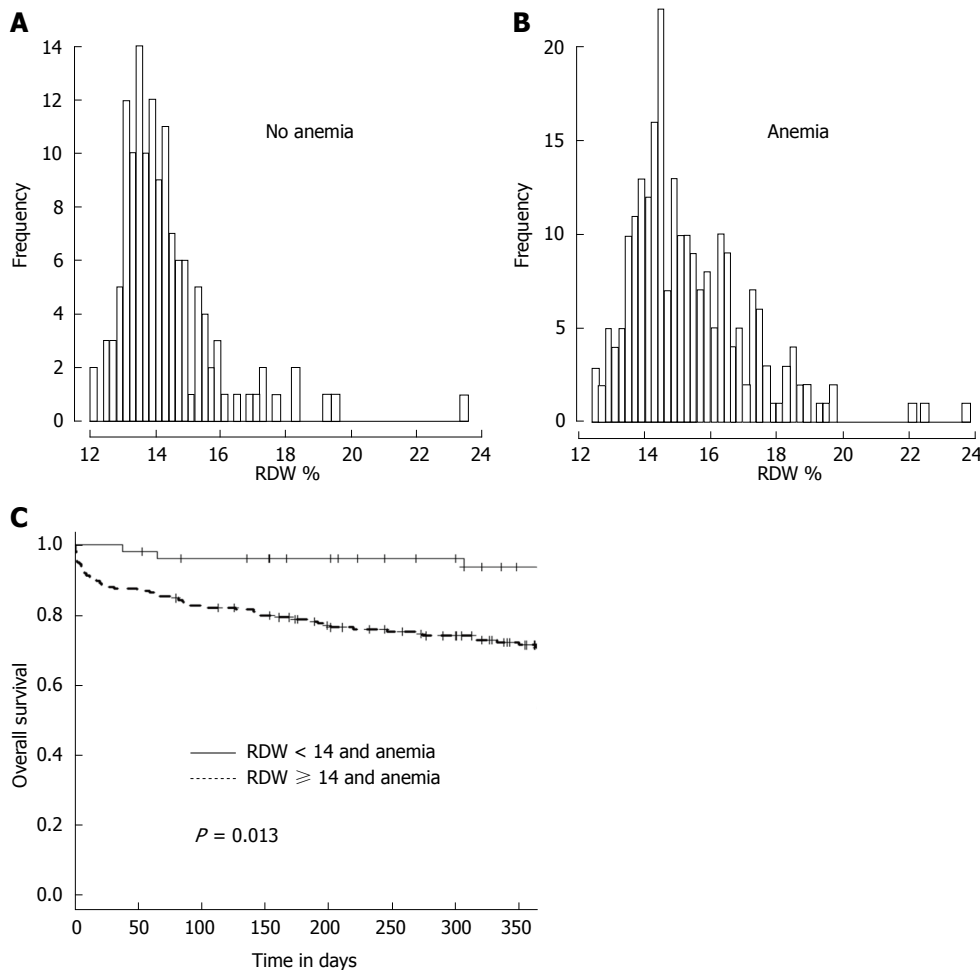 A
14
12
10
8
6
4
2
0
Frequency
No anemia
12 14 16 18 20 22 24
RDW %
B
20
15
10
5
0
Frequency
Anemia
12 14 16 18 20 22 24
RDW %
C
1.0
0.8
0.6
0.4
0.2
0.0
Overall survival
RDW < 14 and anemia
RDW ≥ 14 and anemia
P = 0.013
0 50 100 150 200 250 300 350
Time in days